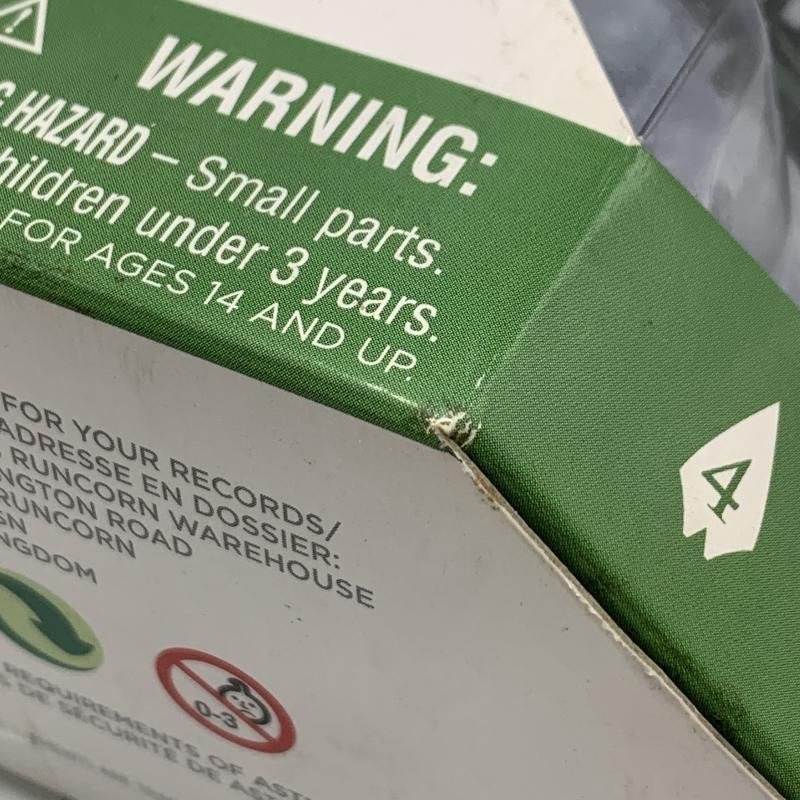 WARNING:
G HAZARD – Small parts.
hildren under 3 years.
FOR AGES 14 AND UP.
4
FOR YOUR RECORDS/
ADRESSE EN DOSSIER:
RUNCORN WAREHOUSE
NGTON ROAD
RUNCORN
GN
NGDOM
0-3
REQUIREMENTS OF AST
DE SÉCURITÉ DE AST